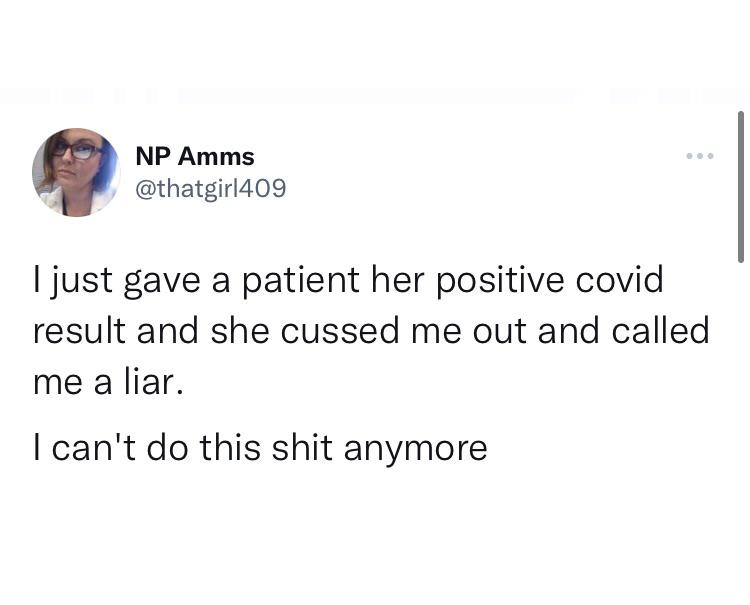 NP Amms
@thatgirl409
I just gave a patient her positive covid
result and she cussed me out and called
me a liar.
I can't do this shit anymore